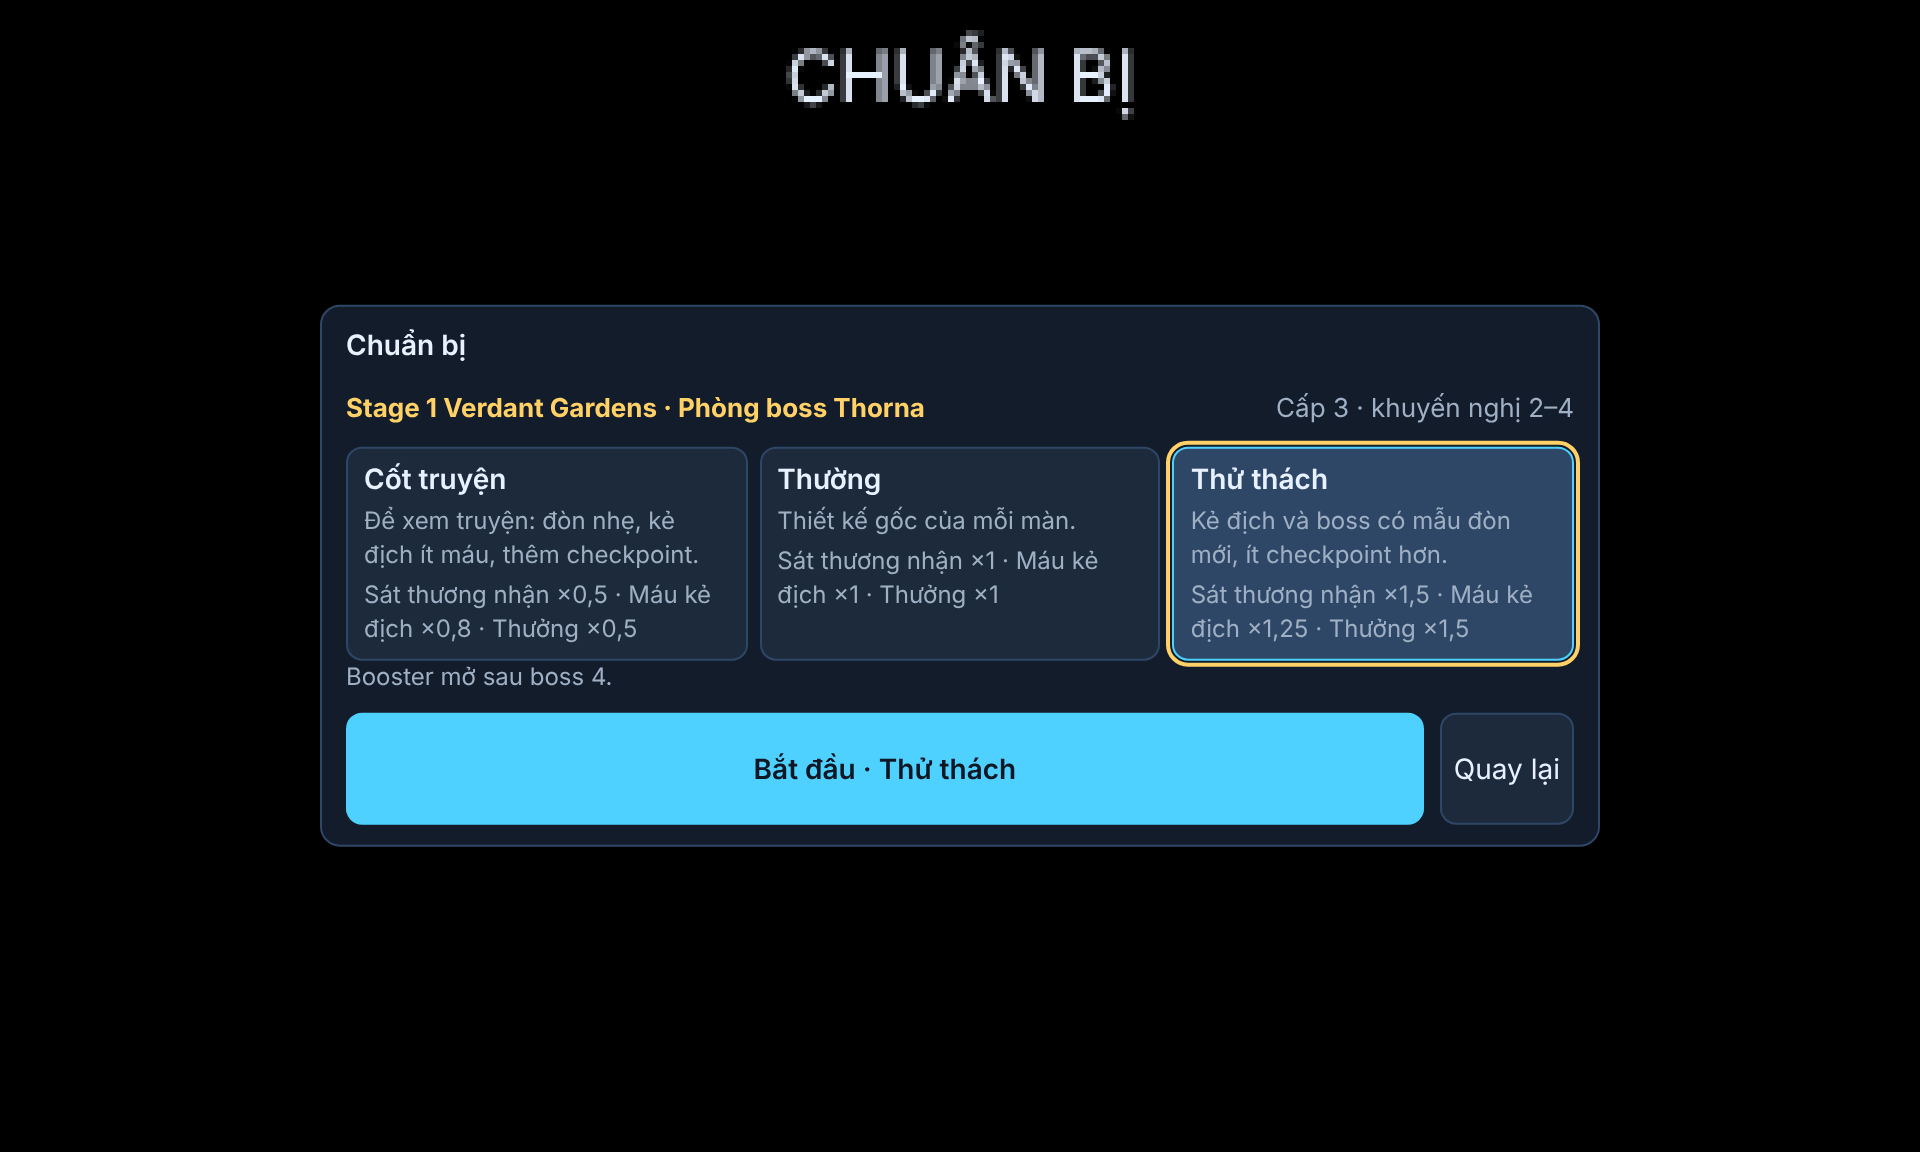 CHUẨN BỊ
Chuẩn bị
Stage 1 Verdant Gardens · Phòng boss Thorna
Cấp 3 · khuyến nghị 2–4
Cốt truyện
Để xem truyện: đòn nhẹ, kẻ
địch ít máu, thêm checkpoint.
Sát thương nhận ×0,5 · Máu kẻ
địch ×0,8 · Thưởng ×0,5
Thường
Thiết kế gốc của mỗi màn.
Sát thương nhận ×1 · Máu kẻ
địch ×1 · Thưởng ×1
Thử thách
Kẻ địch và boss có mẫu đòn
mới, ít checkpoint hơn.
Sát thương nhận ×1,5 · Máu kẻ
địch ×1,25 · Thưởng ×1,5
Booster mở sau boss 4.
Bắt đầu · Thử thách
Quay lại